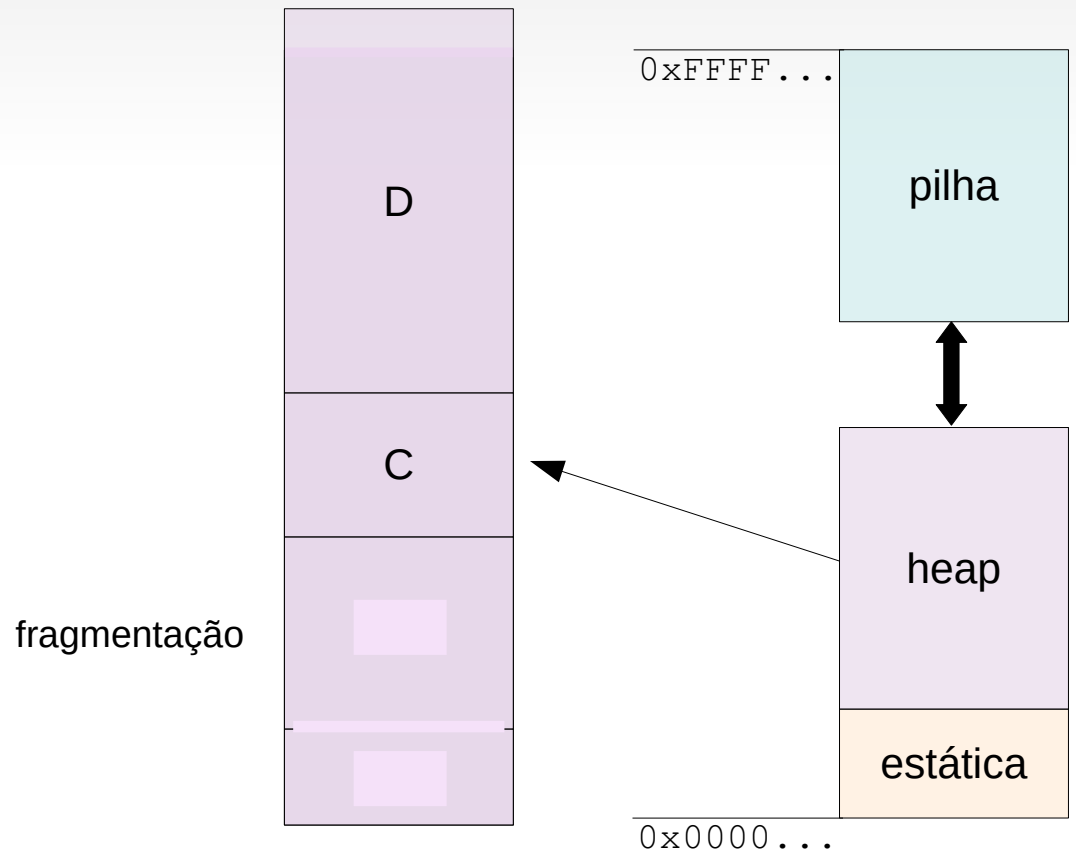 0xFFFF...
D
pilha
C
heap
fragmentação
estática
0x0000...